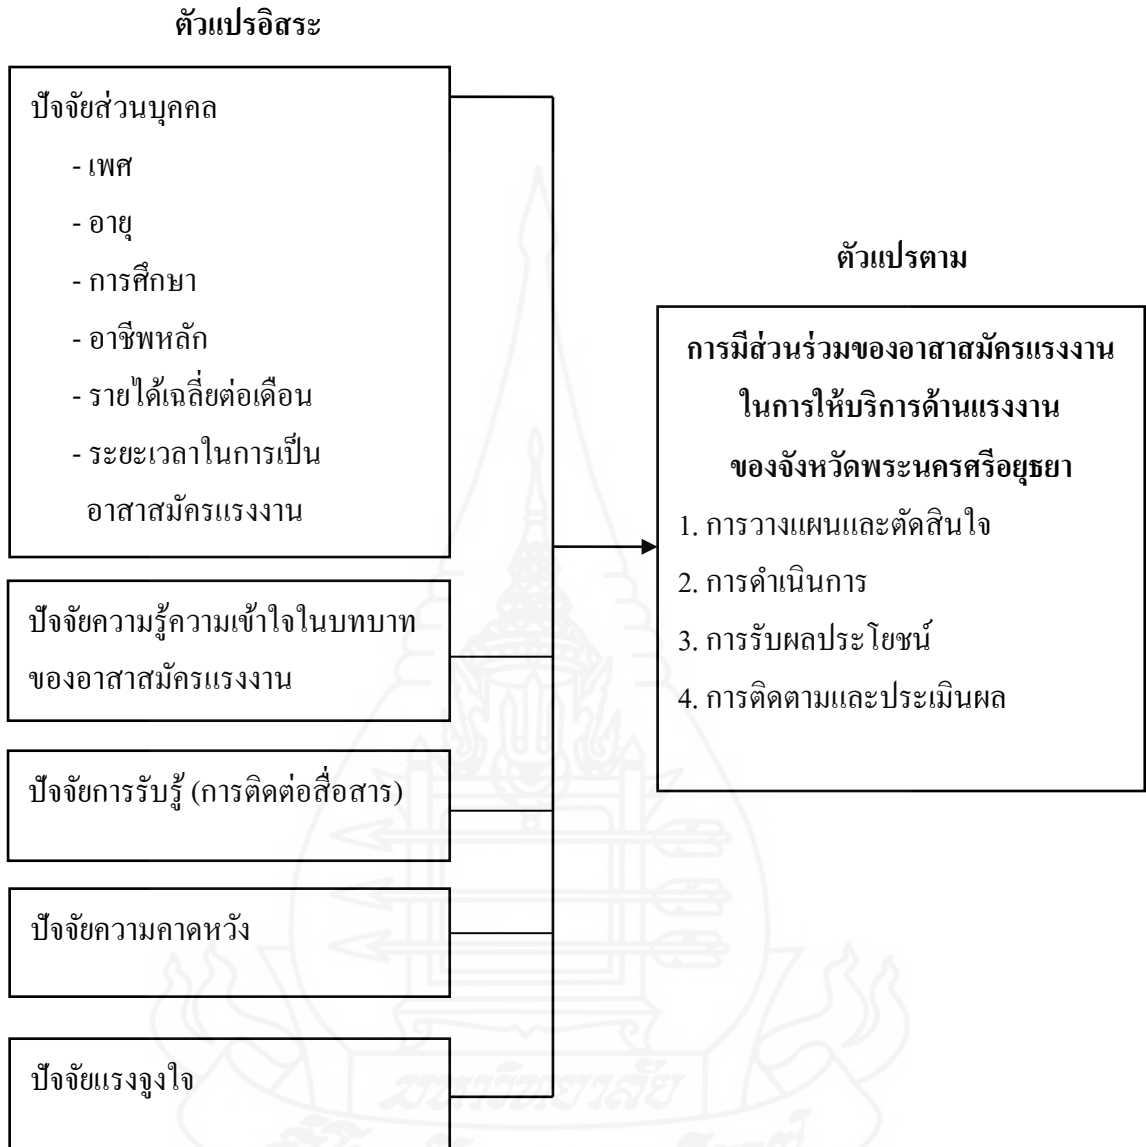 ตัวแปรอิสระ
ปัจจัยส่วนบุคคล
- เพศ
- อายุ
- การศึกษา
- อาชีพหลัก
- รายได้เฉลี่ยต่อเดือน
- ระยะเวลาในการเป็น
อาสาสมัครแรงงาน
ปัจจัยความรู้ความเข้าใจในบทบาท
ของอาสาสมัครแรงงาน
ปัจจัยการรับรู้ (การติดต่อสื่อสาร)
ปัจจัยความคาดหวัง
ปัจจัยแรงจูงใจ
ตัวแปรตาม
การมีส่วนร่วมของอาสาสมัครแรงงาน
ในการให้บริการด้านแรงงาน
ของจังหวัดพระนครศรีอยุธยา
1. การวางแผนและตัดสินใจ
2. การดำเนินการ
3. การรับผลประโยชน์
4. การติดตามและประเมินผล
มหาวิทยาลัย